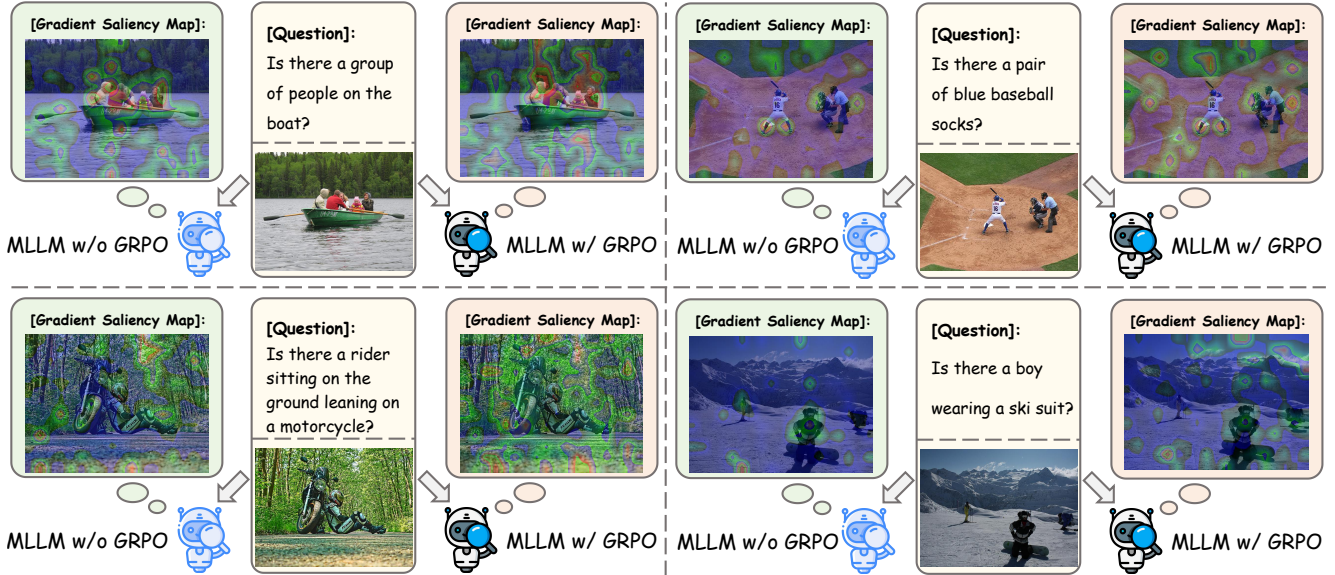 [Gradient Saliency Map]:
[Question]:
Is there a group
of people on the
boat?
[Gradient Saliency Map]:
MLLM w/o GRPO
MLLM w/ GRPO
[Gradient Saliency Map]:
[Question]:
Is there a pair
of blue baseball
socks?
[Gradient Saliency Map]:
16
16
16
MLLM w/o GRPO
MLLM w/ GRPO
[Gradient Saliency Map]:
[Question]:
Is there a rider
sitting on the
ground leaning on
a motorcycle?
[Gradient Saliency Map]:
MLLM w/o GRPO
MLLM w/ GRPO
[Gradient Saliency Map]:
[Question]:
Is there a boy
wearing a ski suit?
[Gradient Saliency Map]:
MLLM w/o GRPO
MLLM w/ GRPO